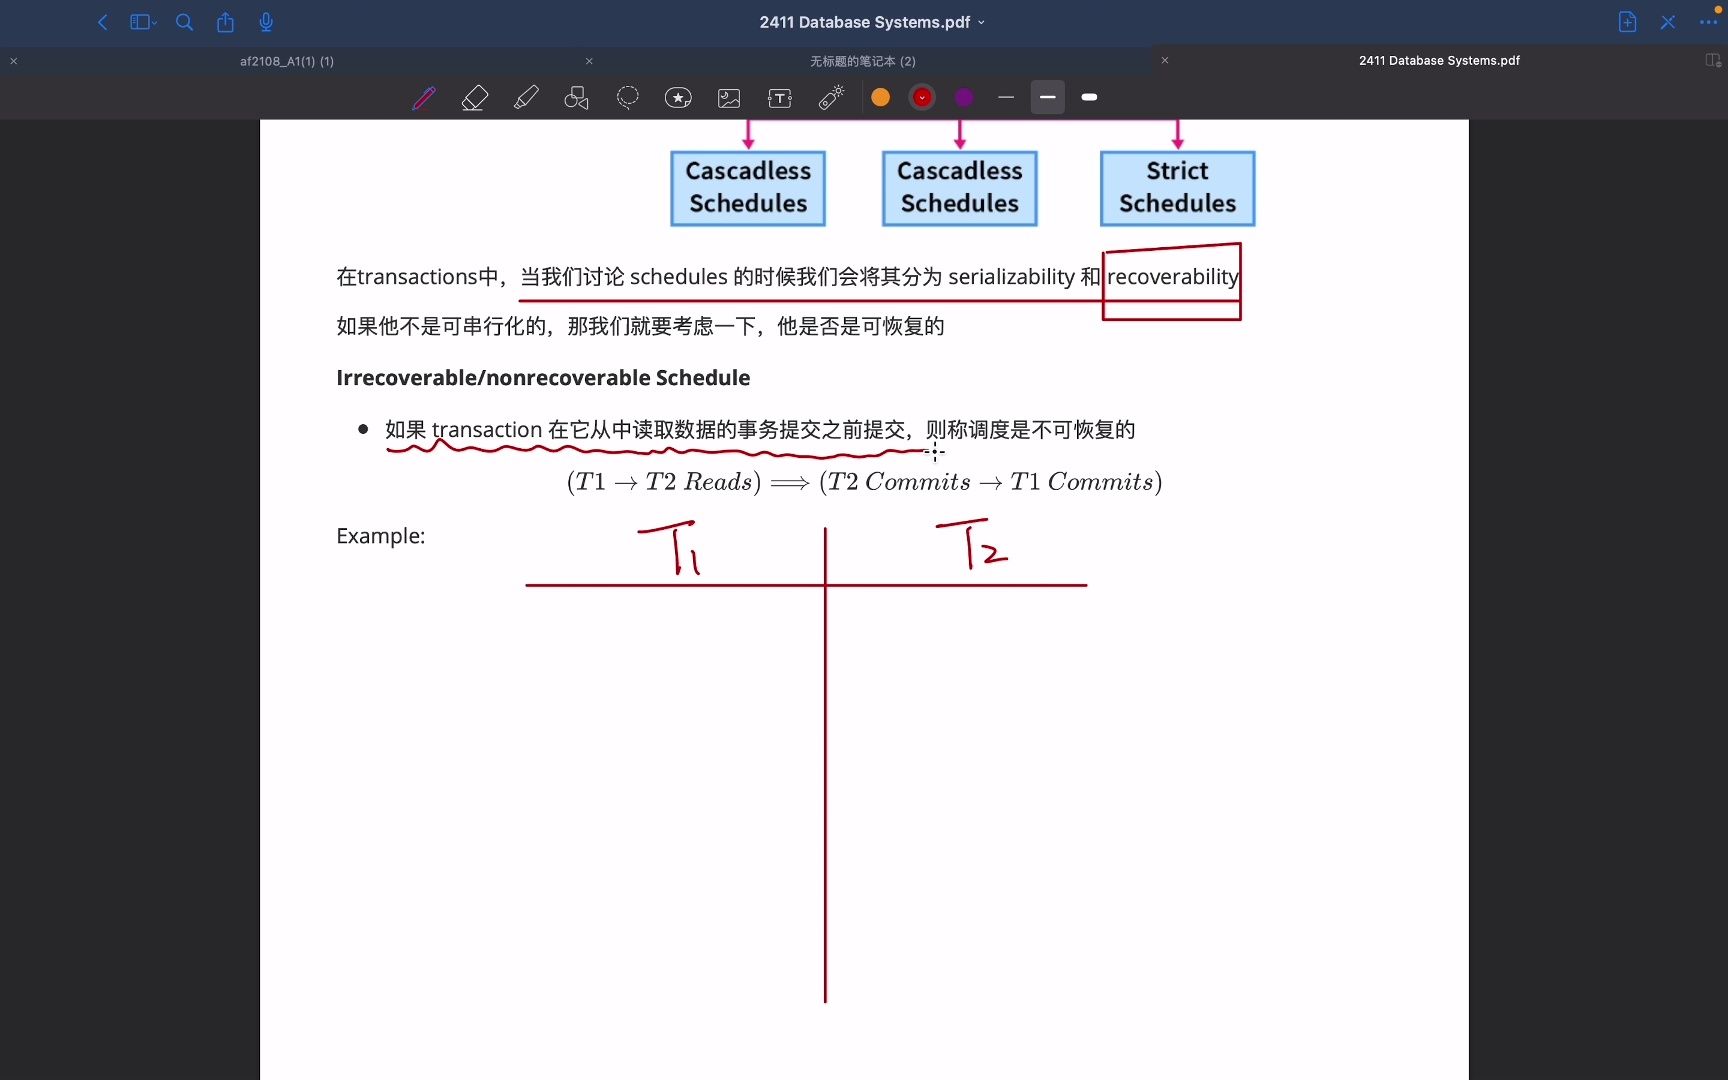 2411 Database Systems.pdf
af2108_A1(1) (1)
无标题的笔记本 (2)
2411 Database Systems.pdf
Cascadless Schedules
Cascadless Schedules
Strict Schedules
在transactions中，当我们讨论 schedules 的时候我们会将其分为 serializability 和 recoverability
如果他不是可串行化的，那我们就要考虑一下，他是否是可恢复的
Irrecoverable/nonrecoverable Schedule
如果 transaction 在它从中读取数据的事务提交之前提交，则称调度是不可恢复的
(T1 → T2 Reads) ⟹ (T2 Commits → T1 Commits)
Example:
T1
T2